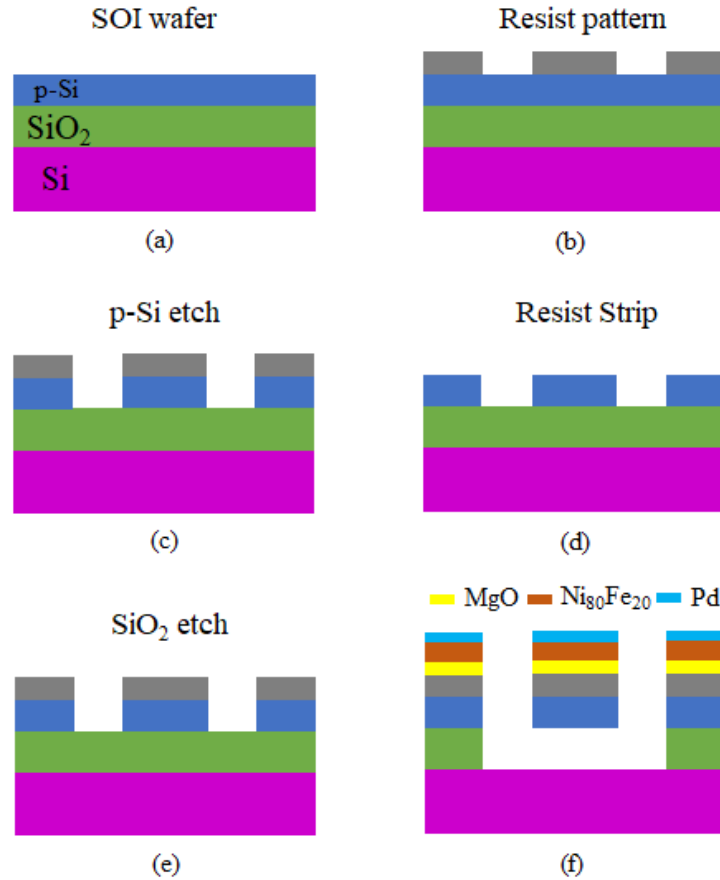 SOI wafer
Resist pattern
p-Si
SiO₂
Si
(a)
(b)
p-Si etch
Resist Strip
(c)
(d)
SiO₂ etch
MgO Ni₈₀Fe₂₀ Pd
(e)
(f)